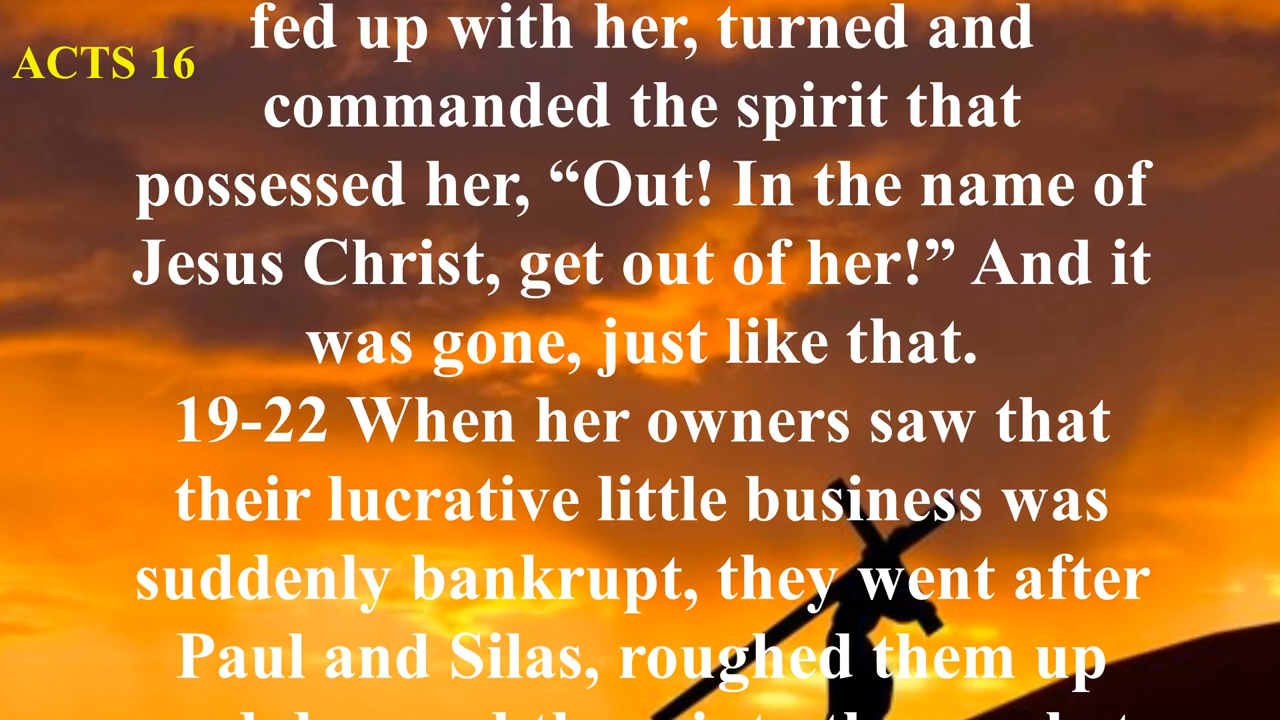 fed up with her, turned and
ACTS 16
commanded the spirit that
possessed her, “Out! In the name of
Jesus Christ, get out of her!” And it
was gone, just like that.
19-22 When her owners saw that
their lucrative little business was
suddenly bankrupt, they went after
Paul and Silas, roughed them up